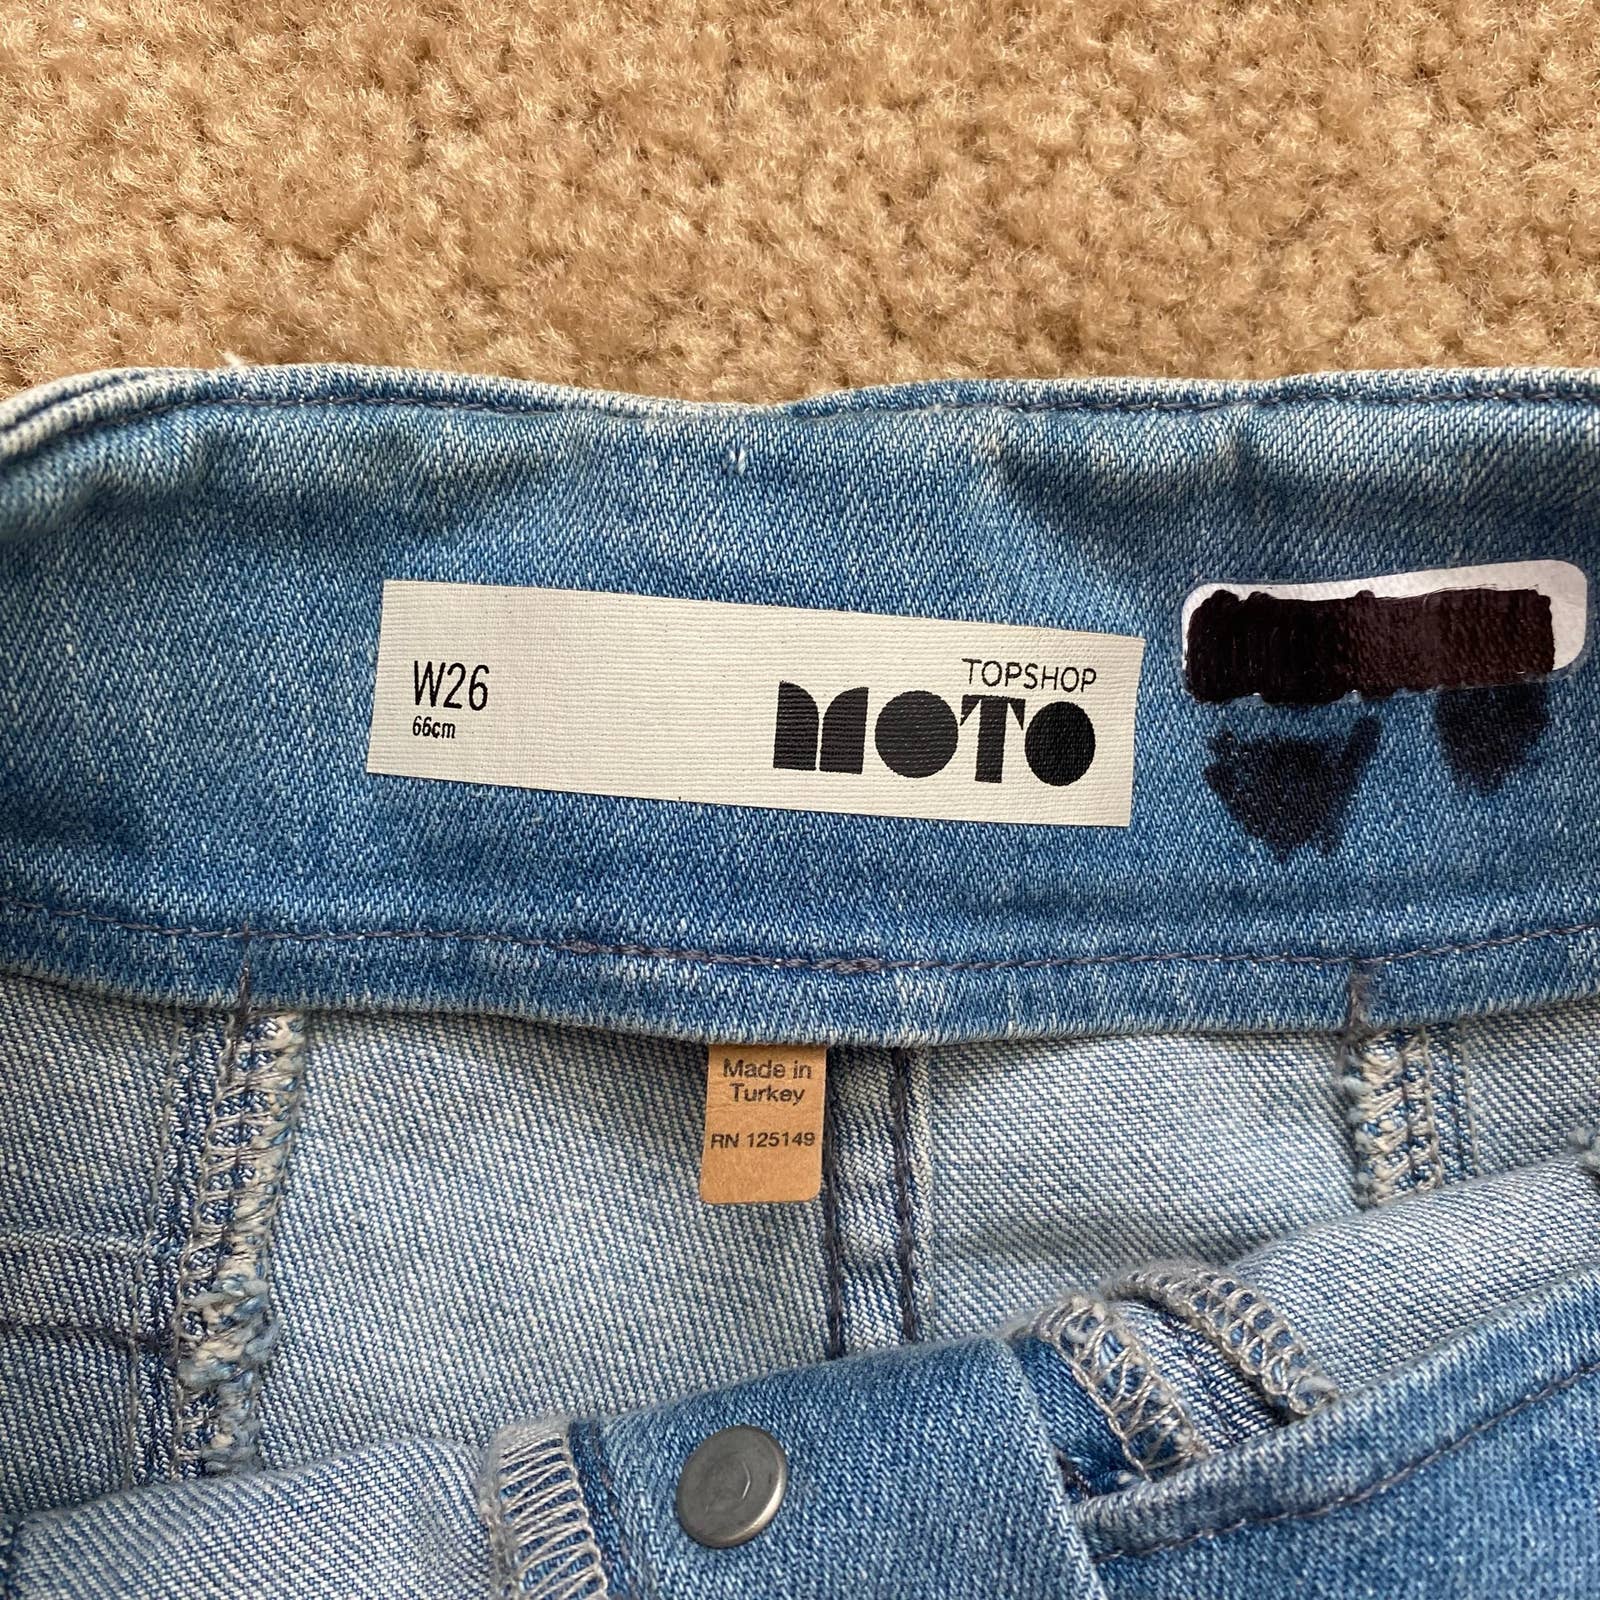 W26
66cm
TOPSHOP
MOTO
Made in
Turkey
RN 125149